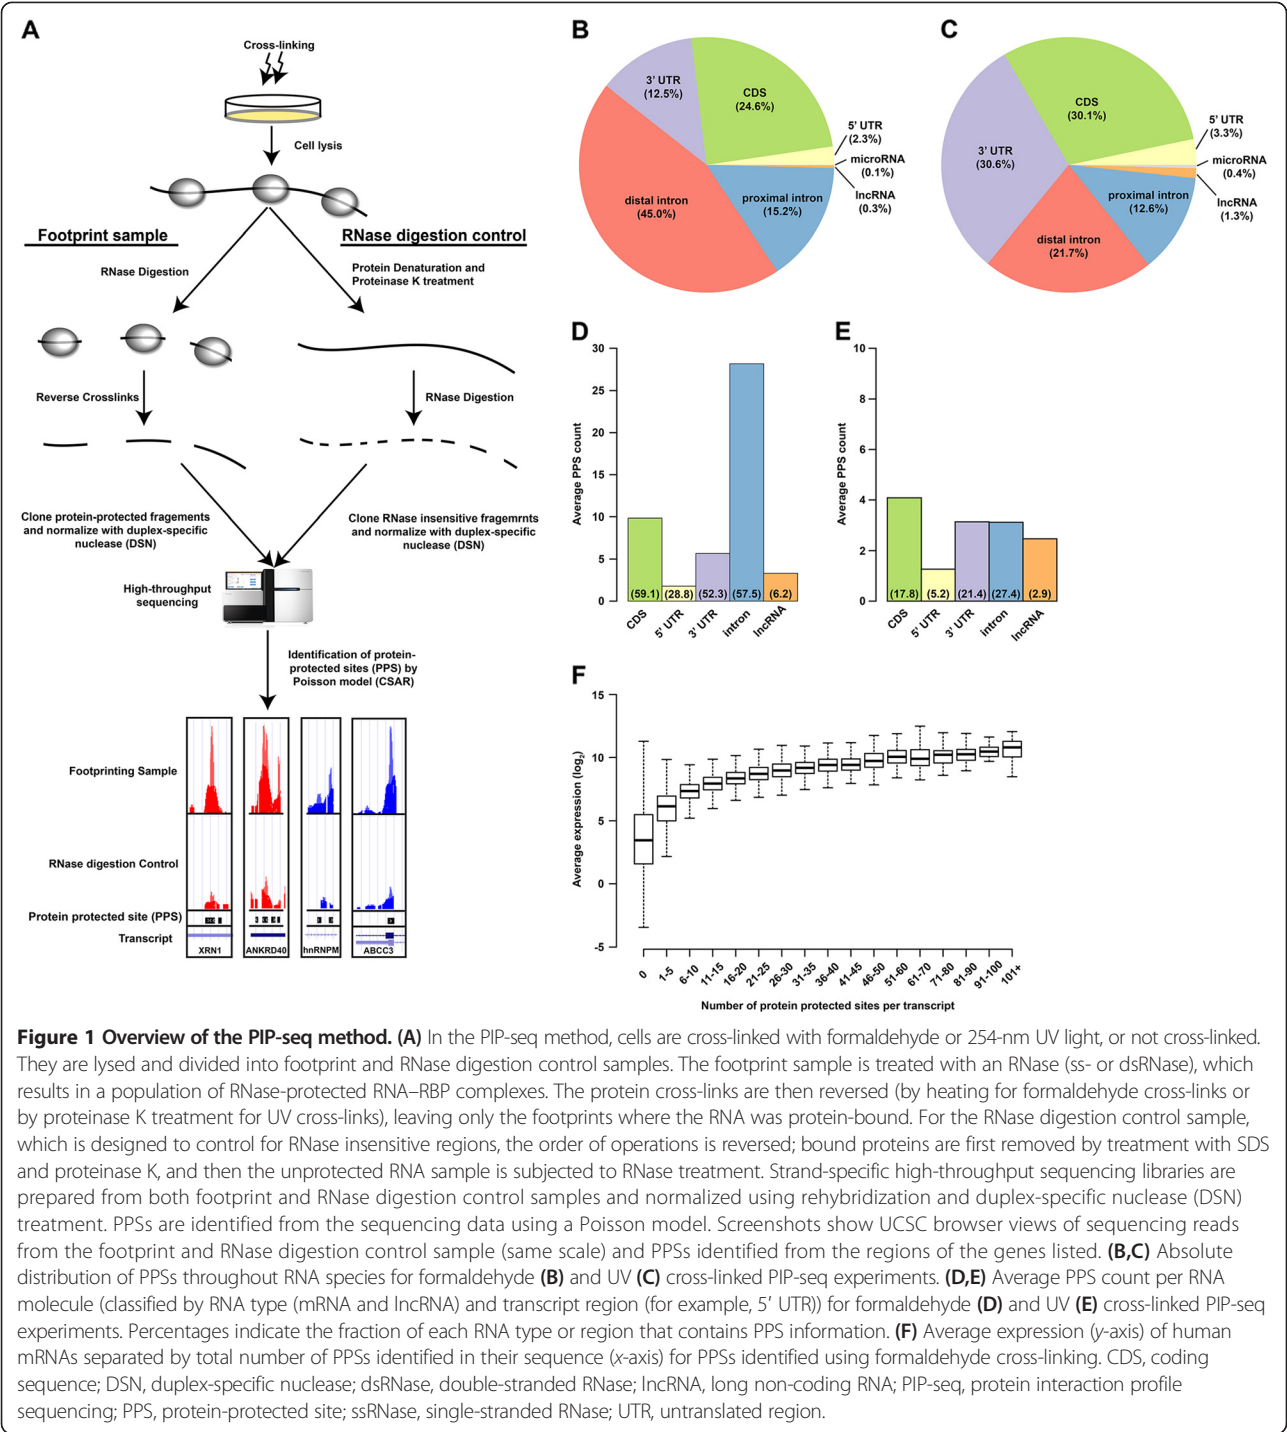 A
Cross-linking
Cell lysis
Footprint sample
RNase digestion control
RNase Digestion
Protein Denaturation and
Proteinase K treatment
Reverse Crosslinks
RNase Digestion
Clone protein-protected fragements
and normalize with duplex-specific
nuclease (DSN)
Clone RNase insensitive fragemrnts
and normalize with duplex-specific
nuclease (DSN)
High-throughput
sequencing
Identification of protein-
protected sites (PPS) by
Poisson model (CSAR)
Footprinting Sample
RNase digestion Control
Protein protected site (PPS)
Transcript
XRN1
ANKRD40
hnRNPM
ABCC3
B
3' UTR
(12.5%)
CDS
(24.6%)
5' UTR
(2.3%)
microRNA
(0.1%)
lncRNA
(0.3%)
proximal intron
(15.2%)
distal intron
(45.0%)
C
CDS
(30.1%)
3' UTR
(30.6%)
5' UTR
(3.3%)
microRNA
(0.4%)
lncRNA
(1.3%)
proximal intron
(12.6%)
distal intron
(21.7%)
D
Average PPS count
30
25
20
15
10
5
0
(59.1) (28.8) (52.3) (57.5) (6.2)
CDS 5' UTR 3' UTR intron lncRNA
E
Average PPS count
10
8
6
4
2
0
(17.8) (5.2) (21.4) (27.4) (2.9)
CDS 5' UTR 3' UTR intron lncRNA
F
Average expression (log2)
15
10
5
0
-5
0 1-5 6-10 11-15 16-20 21-25 26-30 31-35 36-40 41-45 46-50 51-60 61-70 71-80 81-90 91-100 101+
Number of protein protected sites per transcript
Figure 1 Overview of the PIP-seq method. (A) In the PIP-seq method, cells are cross-linked with formaldehyde or 254-nm UV light, or not cross-linked.
They are lysed and divided into footprint and RNase digestion control samples. The footprint sample is treated with an RNase (ss- or dsRNase), which
results in a population of RNase-protected RNA–RBP complexes. The protein cross-links are then reversed (by heating for formaldehyde cross-links or
by proteinase K treatment for UV cross-links), leaving only the footprints where the RNA was protein-bound. For the RNase digestion control sample,
which is designed to control for RNase insensitive regions, the order of operations is reversed; bound proteins are first removed by treatment with SDS
and proteinase K, and then the unprotected RNA sample is subjected to RNase treatment. Strand-specific high-throughput sequencing libraries are
prepared from both footprint and RNase digestion control samples and normalized using rehybridization and duplex-specific nuclease (DSN)
treatment. PPSs are identified from the sequencing data using a Poisson model. Screenshots show UCSC browser views of sequencing reads
from the footprint and RNase digestion control sample (same scale) and PPSs identified from the regions of the genes listed. (B,C) Absolute
distribution of PPSs throughout RNA species for formaldehyde (B) and UV (C) cross-linked PIP-seq experiments. (D,E) Average PPS count per RNA
molecule (classified by RNA type (mRNA and lncRNA) and transcript region (for example, 5′ UTR)) for formaldehyde (D) and UV (E) cross-linked PIP-seq
experiments. Percentages indicate the fraction of each RNA type or region that contains PPS information. (F) Average expression (y-axis) of human
mRNAs separated by total number of PPSs identified in their sequence (x-axis) for PPSs identified using formaldehyde cross-linking. CDS, coding
sequence; DSN, duplex-specific nuclease; dsRNase, double-stranded RNase; lncRNA, long non-coding RNA; PIP-seq, protein interaction profile
sequencing; PPS, protein-protected site; ssRNase, single-stranded RNase; UTR, untranslated region.